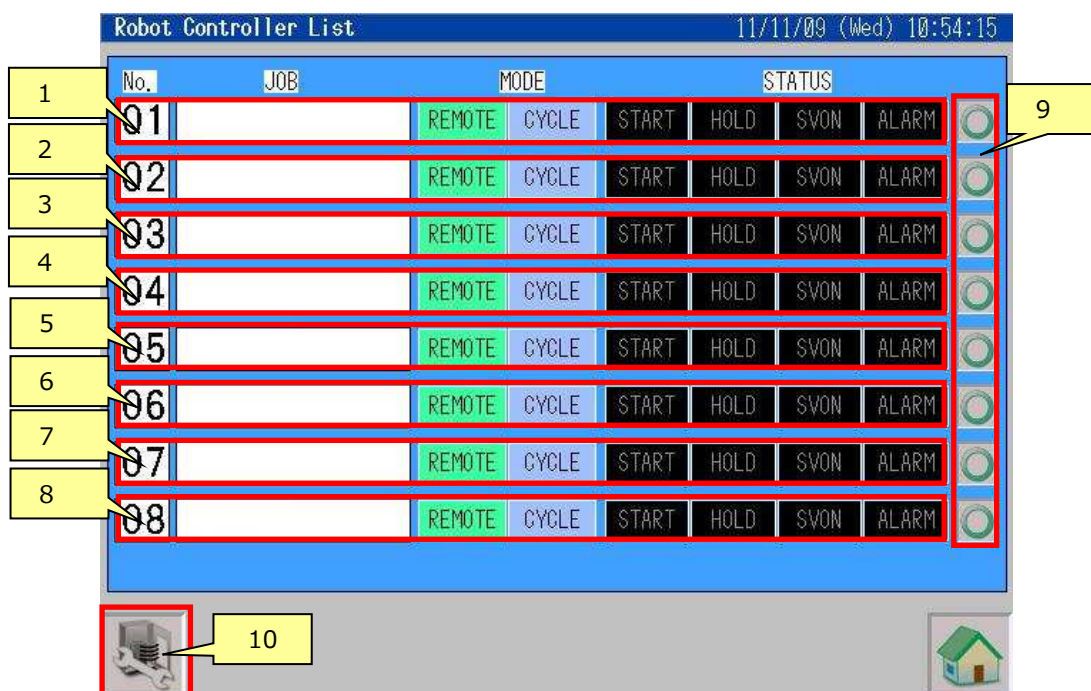 Robot Controller List 11/11/09 (Wed) 10:54:15
No. JOB MODE STATUS
1 01 REMOTE CYCLE START HOLD SVON ALARM 9
2 02 REMOTE CYCLE START HOLD SVON ALARM
3 03 REMOTE CYCLE START HOLD SVON ALARM
4 04 REMOTE CYCLE START HOLD SVON ALARM
5 05 REMOTE CYCLE START HOLD SVON ALARM
6 06 REMOTE CYCLE START HOLD SVON ALARM
7 07 REMOTE CYCLE START HOLD SVON ALARM
8 08 REMOTE CYCLE START HOLD SVON ALARM
10